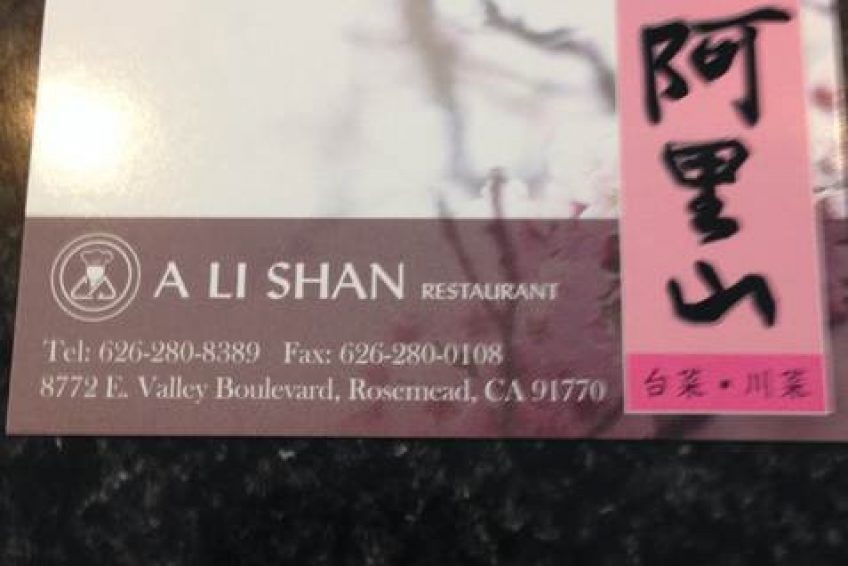 阿里山
台菜・川菜
A LI SHAN RESTAURANT
Tel: 626-280-8389 Fax: 626-280-0108
8772 E. Valley Boulevard, Rosemead, CA 91770